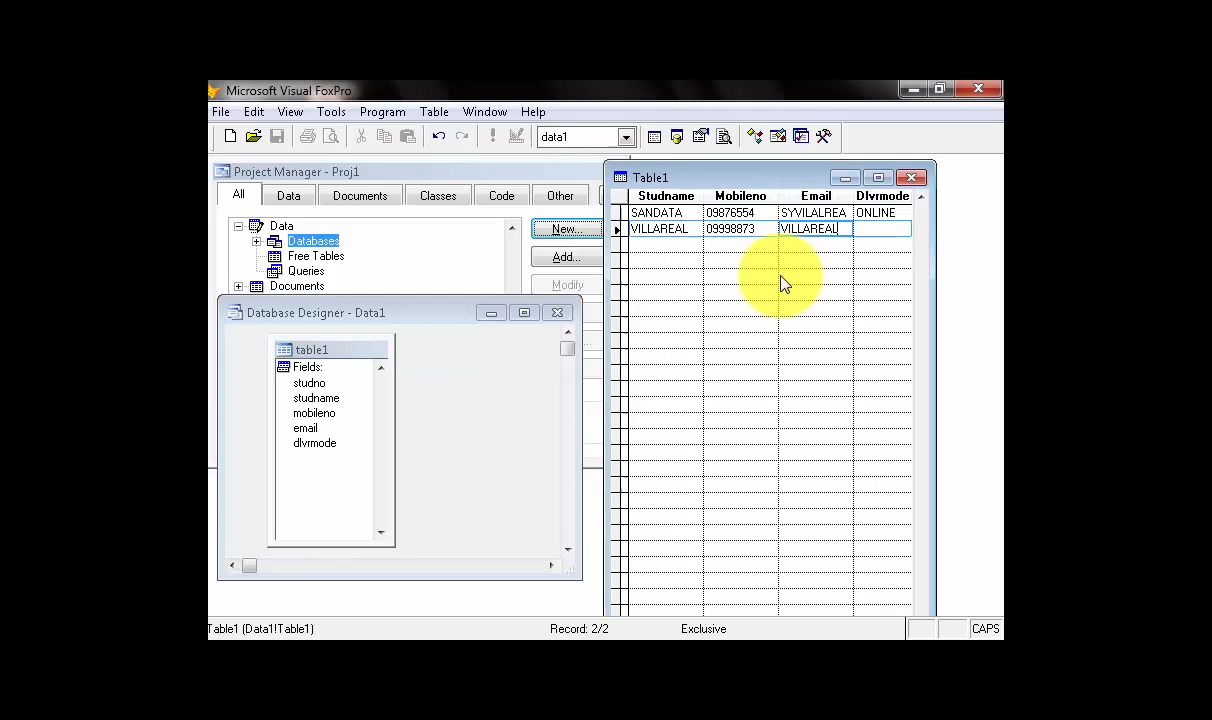 Microsoft Visual FoxPro
File Edit View Tools Program Table Window Help
data1
Project Manager - Proj1
All Data Documents Classes Code Other
Data
Databases
Free Tables
Queries
Documents
New...
Add...
Modify
Database Designer - Data1
table1
Fields:
studno
studname
mobileno
email
dlvrmode
Table1
Studname Mobileno Email Dlvrmode
SANDATA 09876554 SYVILALREA ONLINE
VILLAREAL 09998873 VILLAREAL
Table1 (Data1!Table1) Record: 2/2 Exclusive CAPS